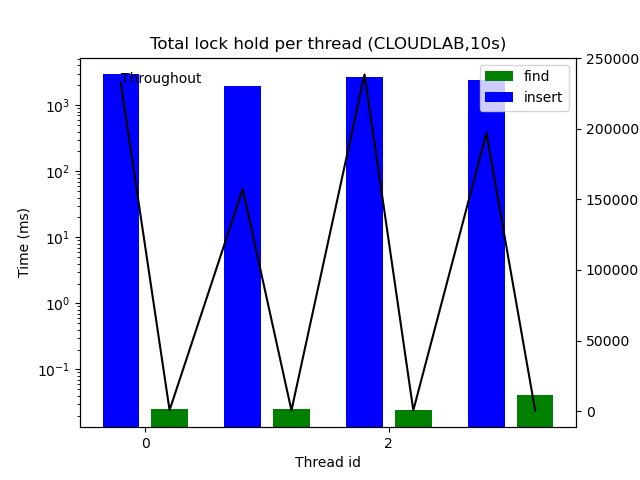 Total lock hold per thread (CLOUDLAB,10s)
Throughout
find
insert
Time (ms)
10³
10²
10¹
10⁰
10⁻¹
250000
200000
150000
100000
50000
0
0
2
Thread id